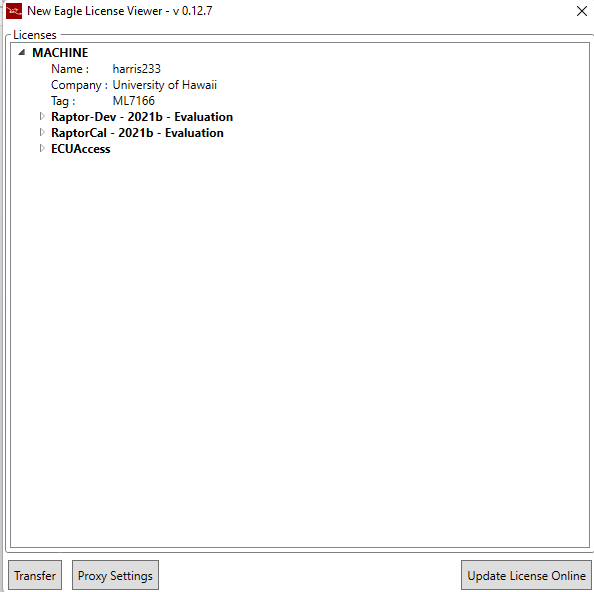 New Eagle License Viewer - v 0.12.7
Licenses
MACHINE
Name : harris233
Company : University of Hawaii
Tag : ML7166
Raptor-Dev - 2021b - Evaluation
RaptorCal - 2021b - Evaluation
ECUAccess
Transfer Proxy Settings Update License Online